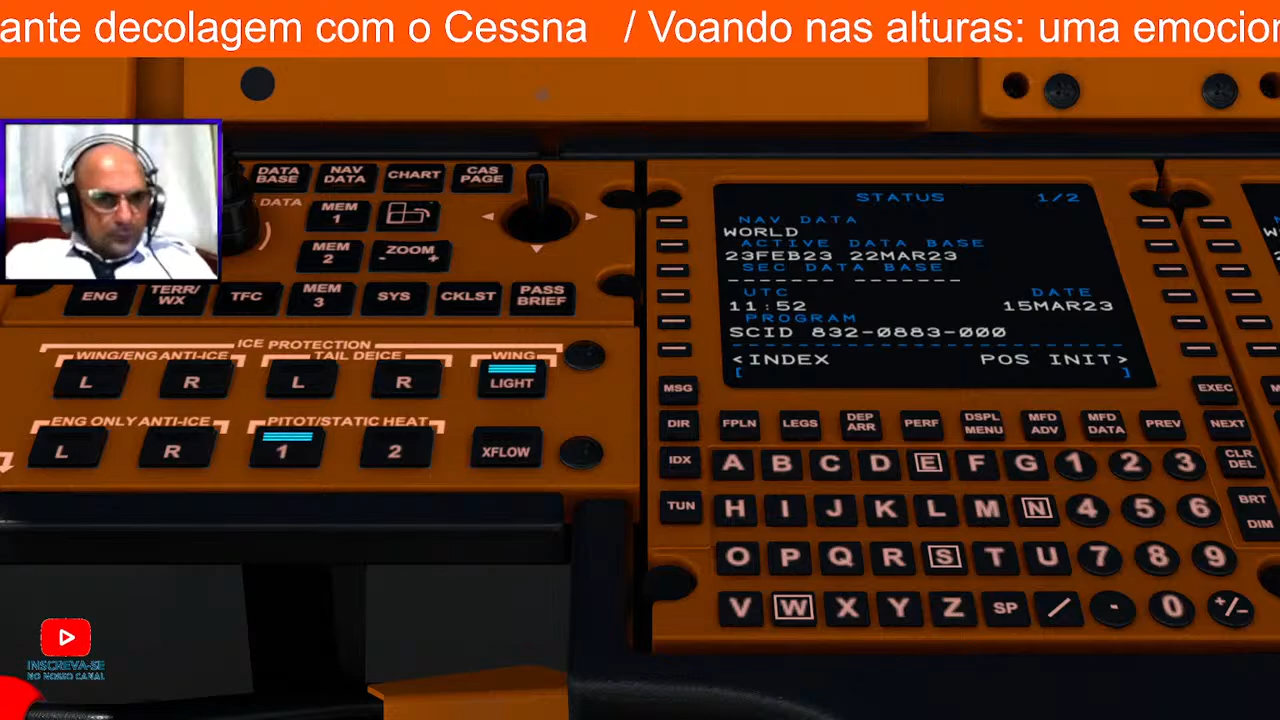 ante decolagem com o Cessna / Voando nas alturas: uma emocion
DATA BASE
NAV DATA
CHART
CAS PAGE
DATA
MEM 1
MEM 2
- ZOOM +
ENG
TERR/ WX
TFC
MEM 3
SYS
CKLST
PASS BRIEF
ICE PROTECTION
WING/ENG ANTI-ICE
TAIL DEICE
WING
L
R
L
R
LIGHT
ENG ONLY ANTI-ICE
PITOT/STATIC HEAT
L
R
1
2
XFLOW
STATUS 1/2
NAV DATA
WORLD
ACTIVE DATA BASE
23FEB23 22MAR23
SEC DATA BASE
------- -------
UTC DATE
11:52 15MAR23
PROGRAM
SCID 832-0883-000
<INDEX POS INIT>
[ ]
MSG
EXEC
DIR
FPLN
LEGS
DEP ARR
PERF
DSPL MENU
MFD ADV
MFD DATA
PREV
NEXT
IDX
A B C D E F G 1 2 3
CLR DEL
TUN
H I J K L M N 4 5 6
BRT DIM
O P Q R S T U 7 8 9
V W X Y Z SP / . 0 +/-
INSCREVA-SE
NO NOSSO CANAL